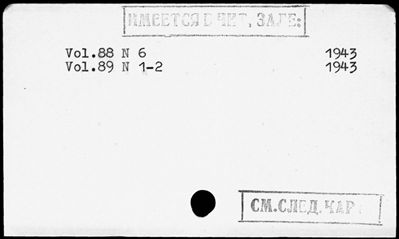 ИМЕЕТСЯ В ЧИТ. ЗАЛЕ:
Vol.88 N 6 1943
Vol.89 N 1-2 1943
СМ.СЛЕД.КАР